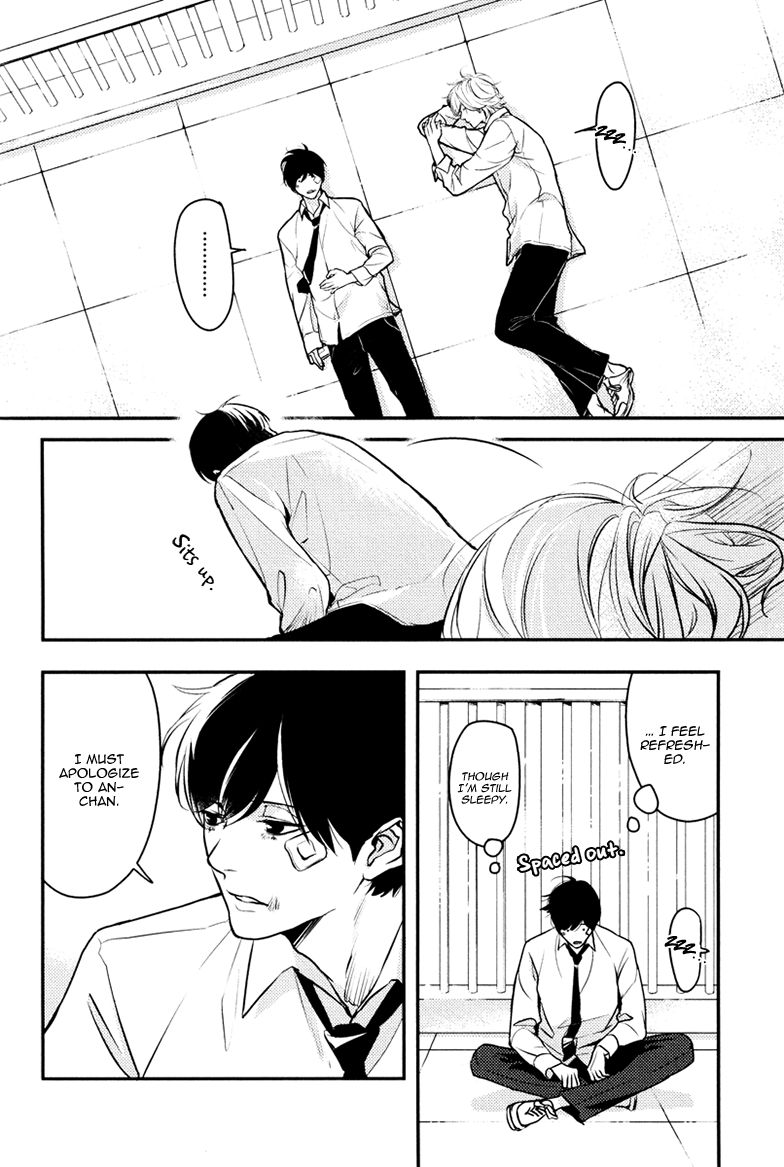 zzz...
.........
Sits up.
... I FEEL
REFRESH-
ED.
THOUGH
I'M STILL
SLEEPY.
Spaced out.
zzz...
I MUST
APOLOGIZE
TO AN-
CHAN.